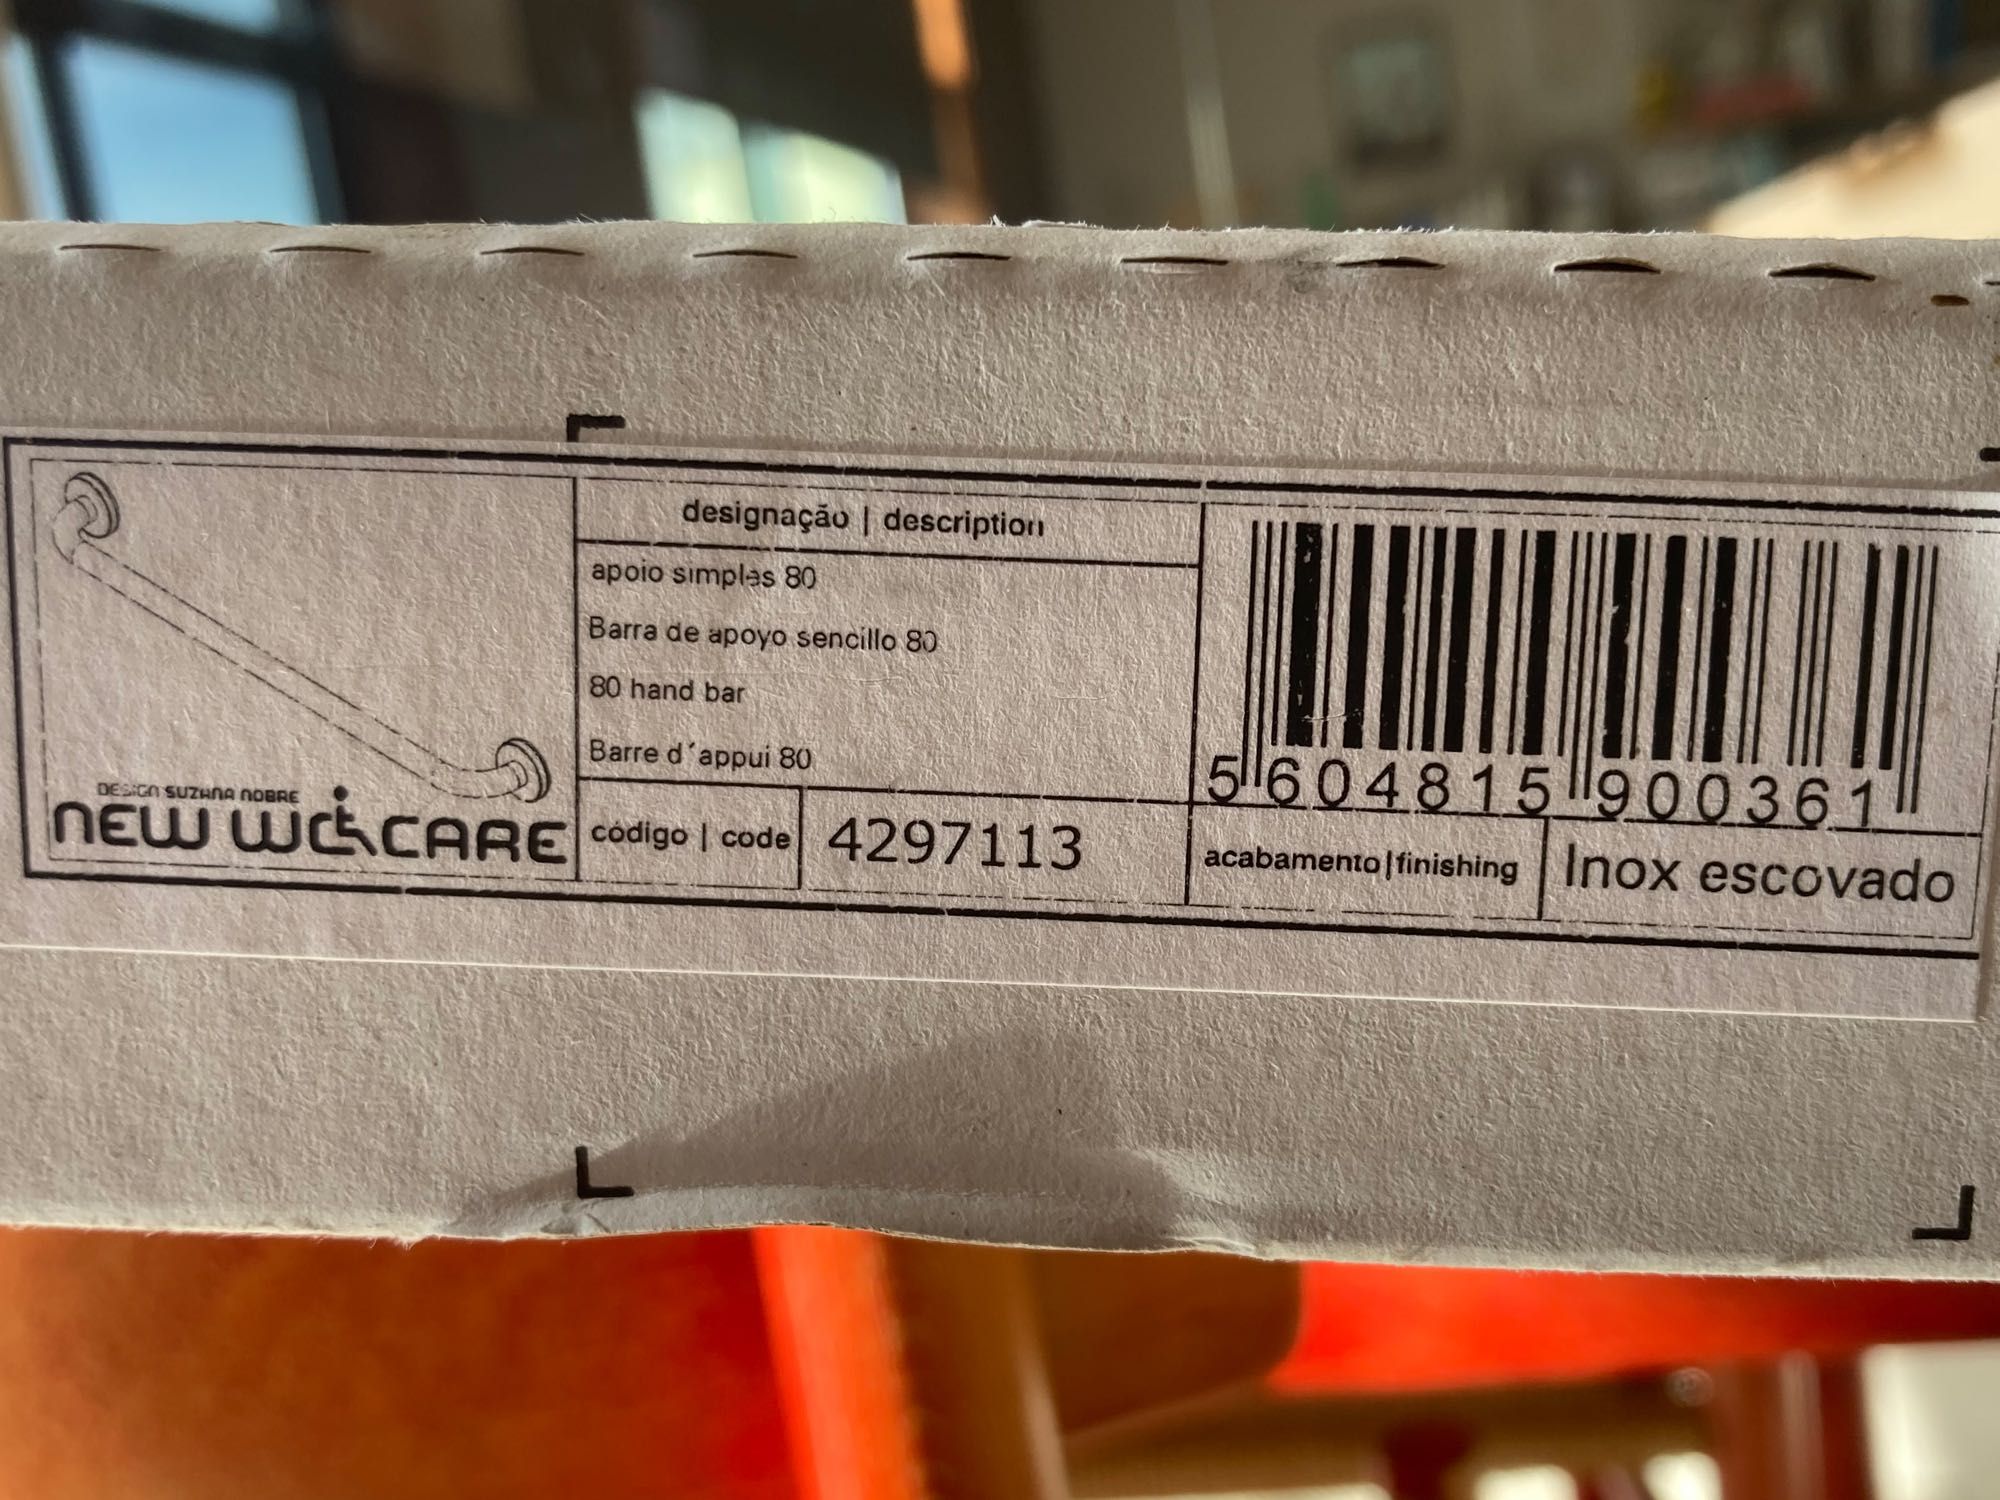 DESIGN SUZANA NOBRE
NEW WC CARE
designação | description
apoio simples 80
Barra de apoyo sencillo 80
80 hand bar
Barre d´appui 80
código | code
4297113
5 604815 900361
acabamento|finishing
Inox escovado